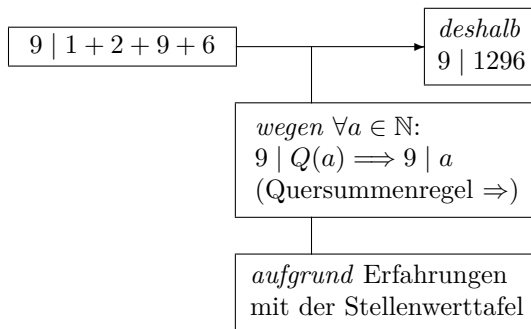 9 | 1 + 2 + 9 + 6
deshalb
9 | 1296
wegen ∀a ∈ ℕ:
9 | Q(a) ⟹ 9 | a
(Quersummenregel ⇒)
aufgrund Erfahrungen
mit der Stellenwerttafel